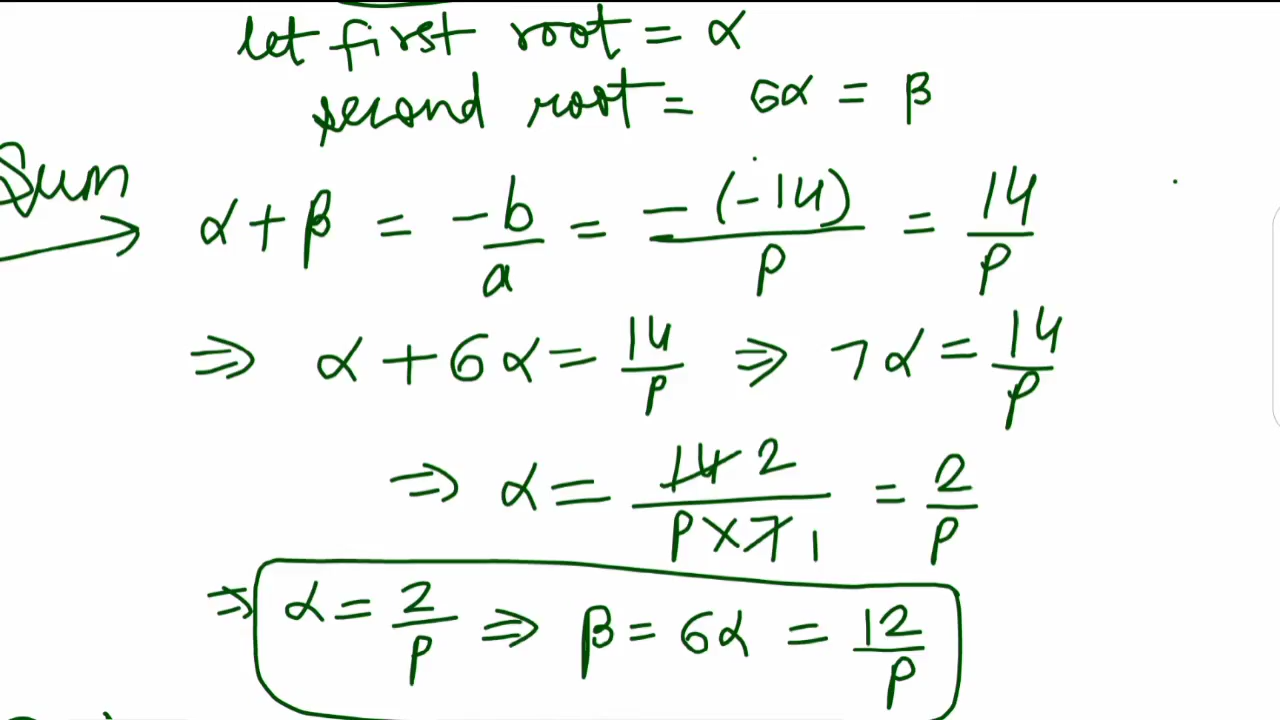 let first root = α
second root = 6α = β
Sum
α + β = -b/a = -(-14)/P = 14/P
⇒ α + 6α = 14/P ⇒ 7α = 14/P
⇒ α = 14 2/P×7 1 = 2/P
⇒ α = 2/P ⇒ β = 6α = 12/P